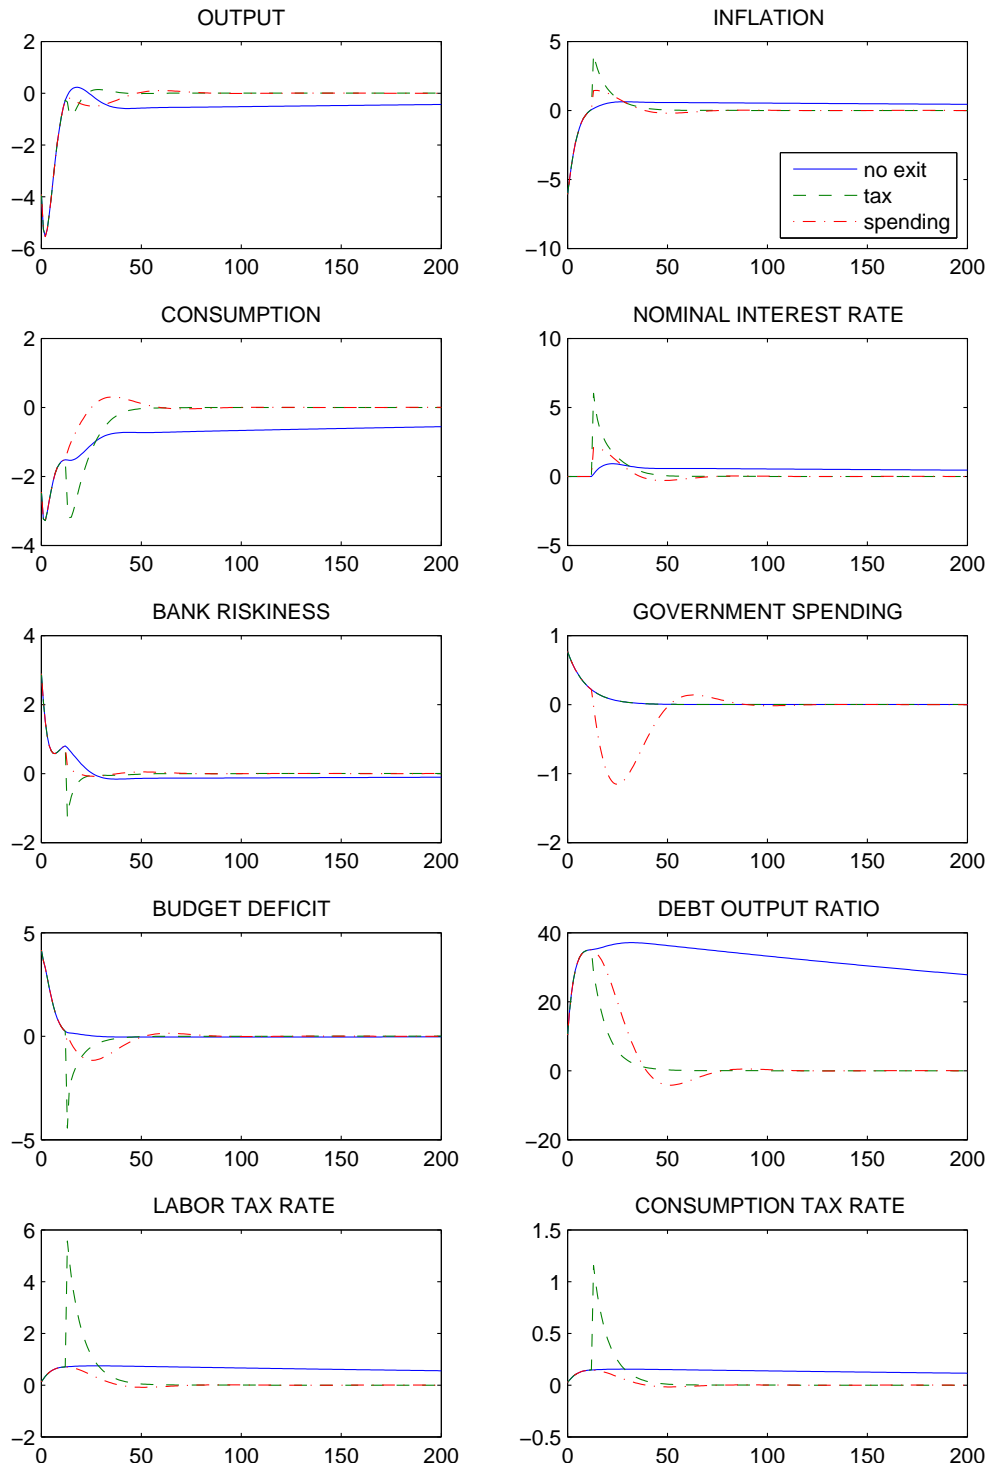 OUTPUT
2
0
−2
−4
−6
0 50 100 150 200
INFLATION
5
0
−5
−10
no exit
tax
spending
0 50 100 150 200
CONSUMPTION
2
0
−2
−4
0 50 100 150 200
NOMINAL INTEREST RATE
10
5
0
−5
0 50 100 150 200
BANK RISKINESS
4
2
0
−2
0 50 100 150 200
GOVERNMENT SPENDING
1
0
−1
−2
0 50 100 150 200
BUDGET DEFICIT
5
0
−5
0 50 100 150 200
DEBT OUTPUT RATIO
40
20
0
−20
0 50 100 150 200
LABOR TAX RATE
6
4
2
0
−2
0 50 100 150 200
CONSUMPTION TAX RATE
1.5
1
0.5
0
−0.5
0 50 100 150 200